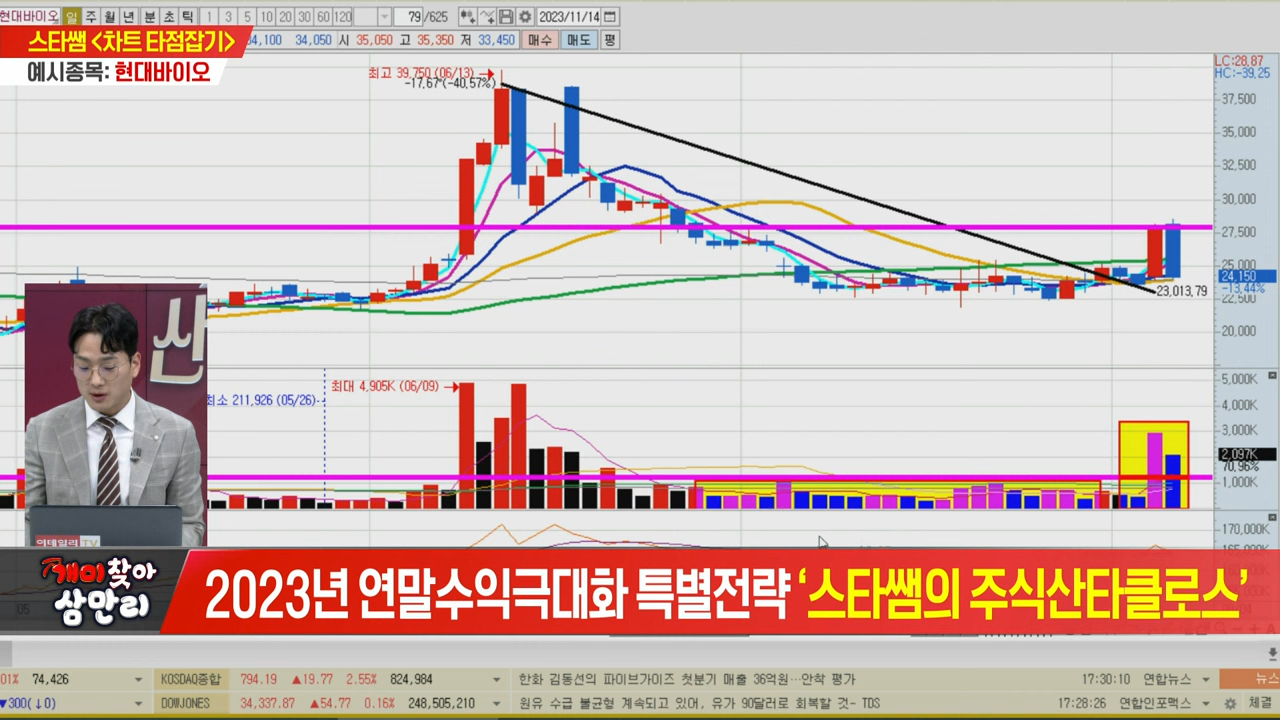 현대바이오 일 주 월 년 분 초 틱 1 3 5 10 20 30 60 120 79 /625 2023/11/14
34,050 시 35,050 고 35,350 저 33,450 매수 매도 평
스타쌤 <차트 타점잡기>
예시종목: 현대바이오
LC:28.87
HC:-39.25
최고 39,750 (06/13)
-17.67°(-40.57%)
37,500
35,000
32,500
30,000
27,500
25,000
24,150
-13.44%
22,500
23,013.79
20,000
최대 4,905K (06/09)
최소 211,926 (05/26)
5,000K
4,000K
3,000K
2,097K
70.96%
1,000K
170,000K
산
이데일리TV
개미찾아
삼만리
2023년 연말수익극대화 특별전략 ‘스타쌤의 주식산타클로스’
01% 74,426 KOSDAQ종합 794.19 ▲19.77 2.55% 824,984 한화 김동선의 파이브가이즈 첫분기 매출 36억원…안착 평가 17:30:10 연합뉴스 뉴스
▼300(↓0) DOWJONES 34,337.87 ▲54.77 0.16% 248,505,210 원유 수급 불균형 계속되고 있어, 유가 90달러로 회복할 것- TDS 17:28:26 연합인포맥스 체결